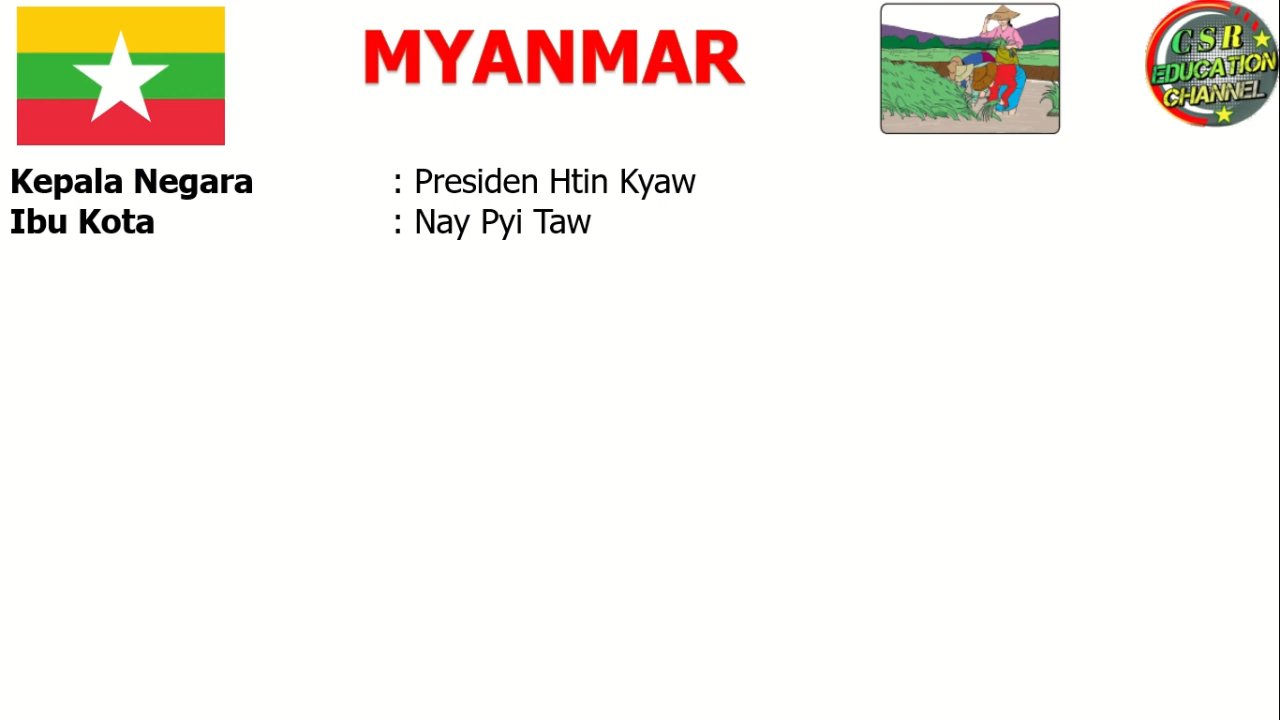 MYANMAR
CSR
EDUCATION
CHANNEL
Kepala Negara : Presiden Htin Kyaw
Ibu Kota : Nay Pyi Taw